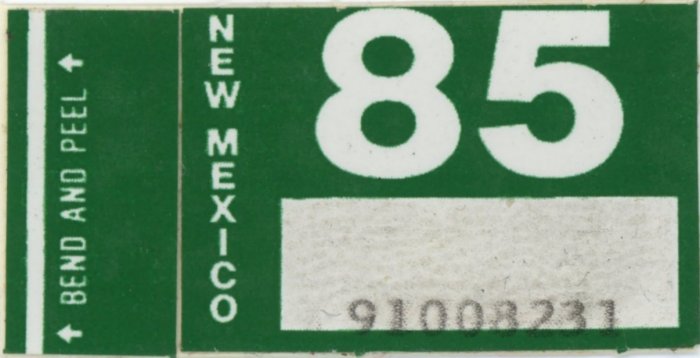 ← BEND AND PEEL →
NEW MEXICO
85
91008231